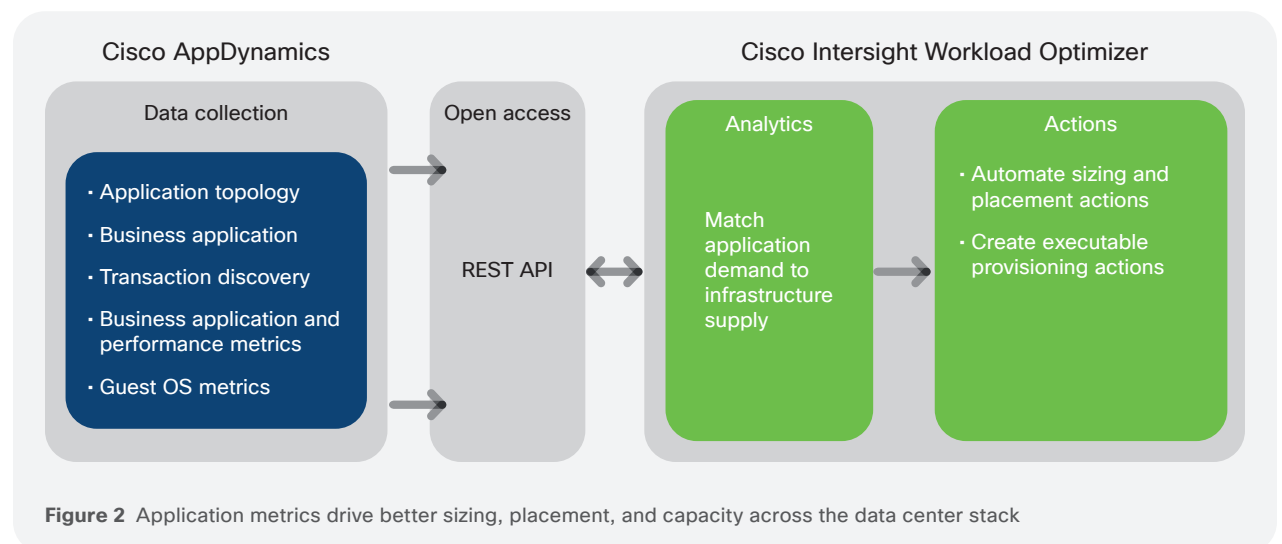 Cisco AppDynamics
Data collection
· Application topology
· Business application
· Transaction discovery
· Business application and
performance metrics
· Guest OS metrics
Open access
REST API
Cisco Intersight Workload Optimizer
Analytics
Match
application
demand to
infrastructure
supply
Actions
· Automate sizing and
placement actions
· Create executable
provisioning actions
Figure 2 Application metrics drive better sizing, placement, and capacity across the data center stack